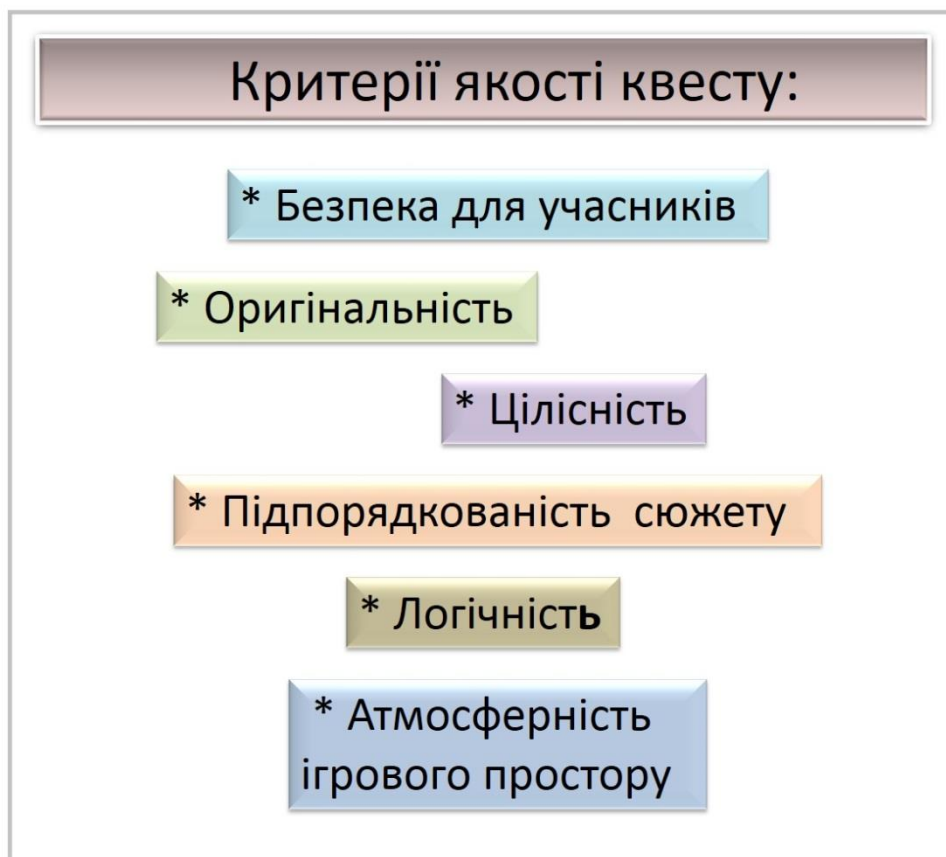 Критерії якості квесту:
* Безпека для учасників
* Оригінальність
* Цілісність
* Підпорядкованість сюжету
* Логічність
* Атмосферність
ігрового простору